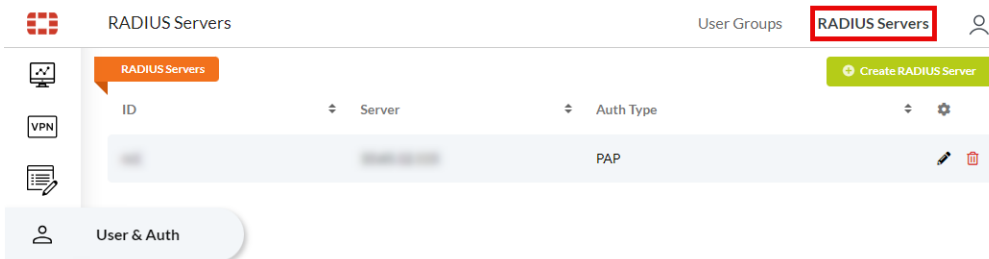 RADIUS Servers User Groups RADIUS Servers
RADIUS Servers Create RADIUS Server
ID Server Auth Type
VPN
PAP
User & Auth